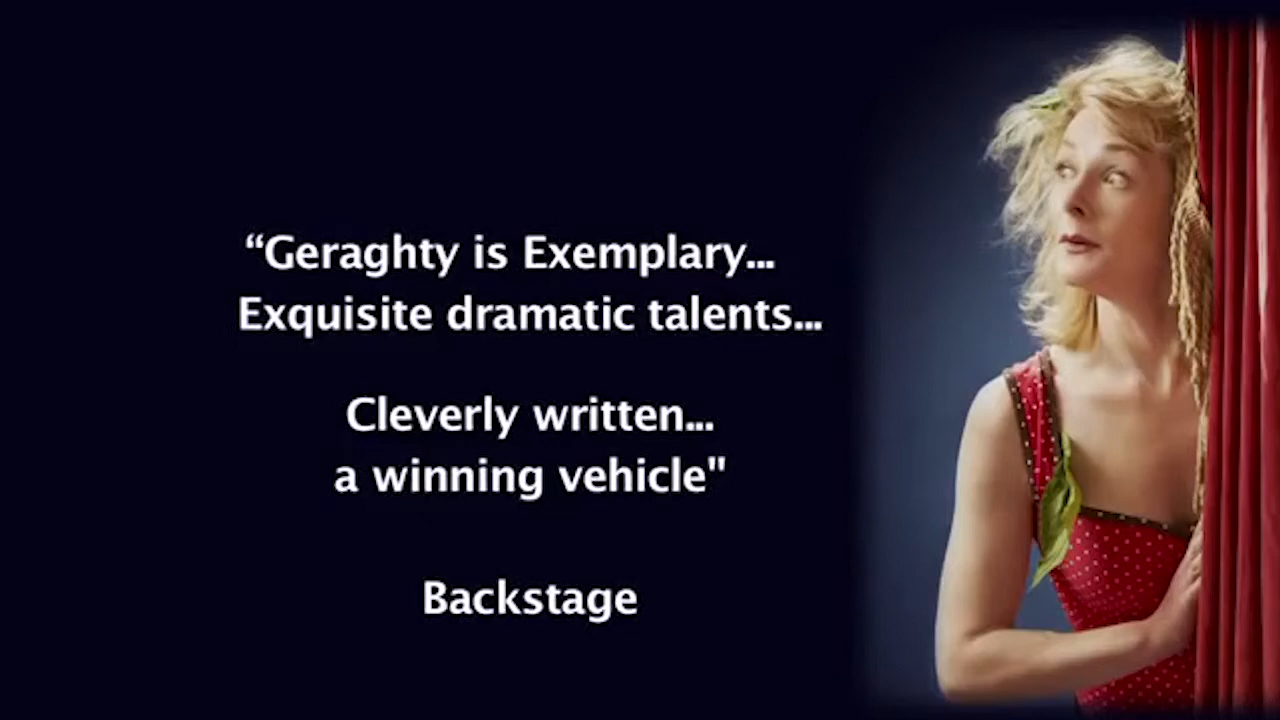 “Geraghty is Exemplary...
Exquisite dramatic talents...
Cleverly written...
a winning vehicle"
Backstage